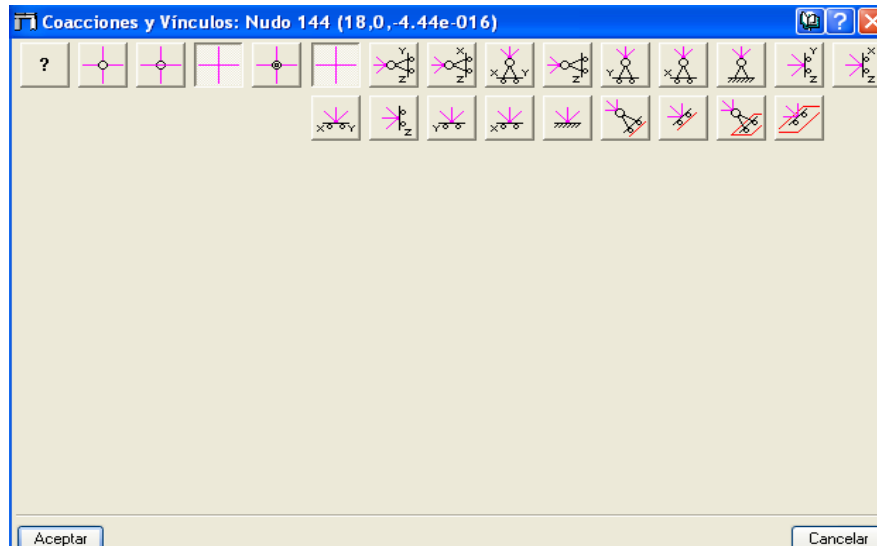 Coacciones y Vínculos: Nudo 144 (18,0,-4.44e-016)
?
?
Y Z
X Z
X Y
Z
Y
X
Y Z
X Z
X Y
Z
Y
X
Aceptar
Cancelar